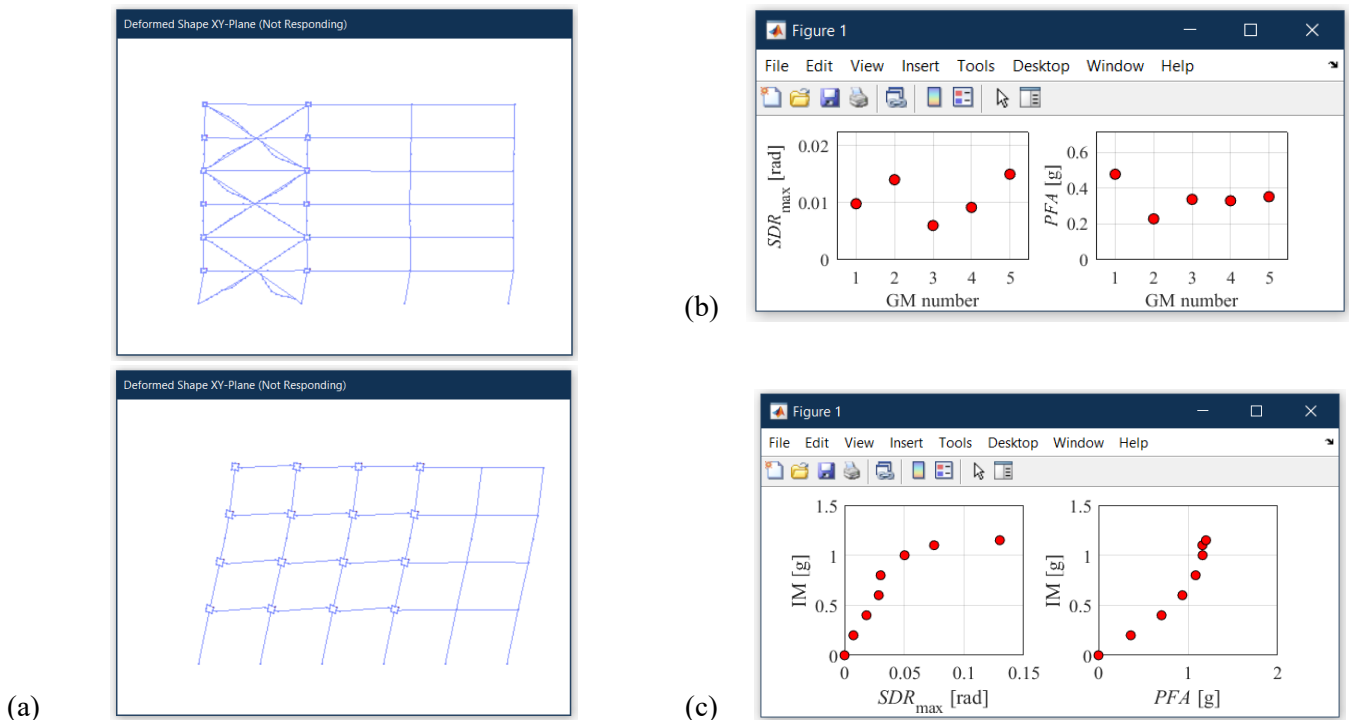 Deformed Shape XY-Plane (Not Responding)
Deformed Shape XY-Plane (Not Responding)
(a)
(b)
Figure 1
File Edit View Insert Tools Desktop Window Help
SDRmax [rad]
0.02
0.01
0
1 2 3 4 5
GM number
PFA [g]
0.6
0.4
0.2
0
1 2 3 4 5
GM number
(c)
Figure 1
File Edit View Insert Tools Desktop Window Help
IM [g]
1.5
1
0.5
0
0 0.05 0.1 0.15
SDRmax [rad]
IM [g]
1.5
1
0.5
0
0 1 2
PFA [g]